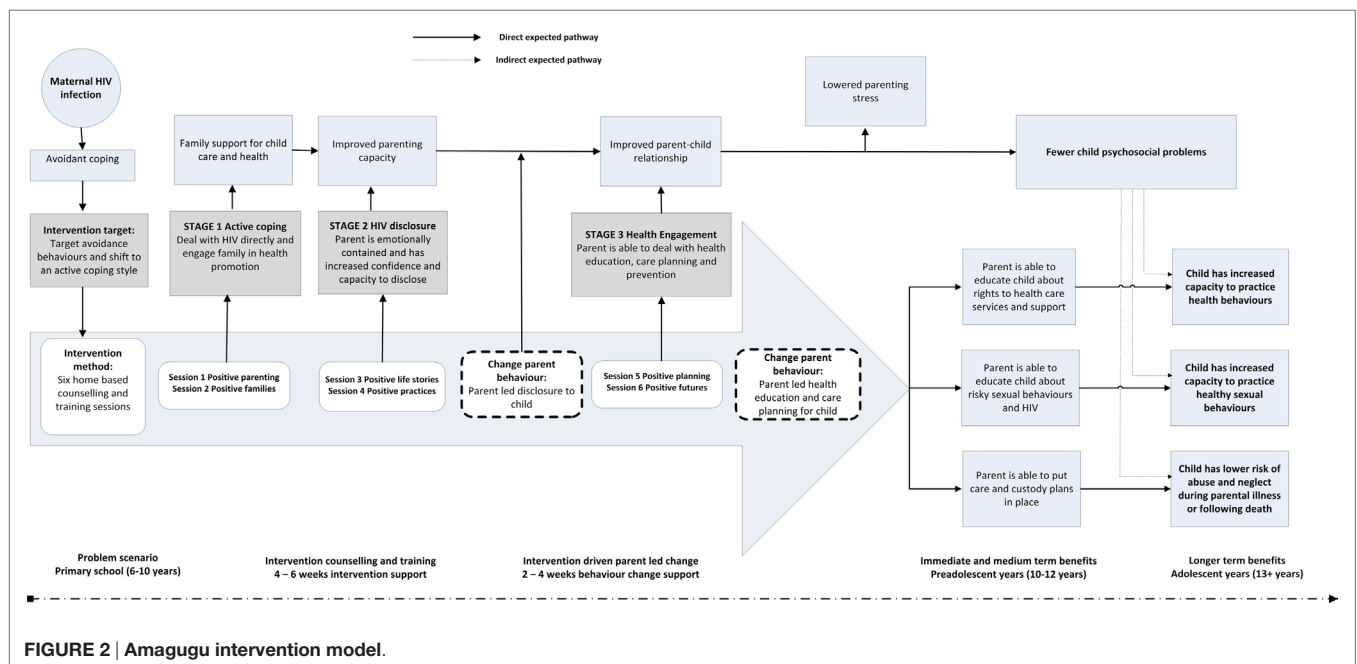 Direct expected pathway
Indirect expected pathway
Maternal HIV
infection
Lowered parenting
stress
Avoidant coping
Family support for child
care and health
Improved parenting
capacity
Improved parent-child
relationship
Fewer child psychosocial problems
Intervention target:
Target avoidance
behaviours and shift to
an active coping style
STAGE 1 Active coping
Deal with HIV directly and
engage family in health
promotion
STAGE 2 HIV disclosure
Parent is emotionally
contained and has
increased confidence and
capacity to disclose
STAGE 3 Health Engagement
Parent is able to deal with health
education, care planning and
prevention
Parent is able to
educate child about
rights to health care
services and support
Child has increased
capacity to practice
health behaviours
Intervention
method:
Six home based
counselling and
training sessions
Session 1 Positive parenting
Session 2 Positive families
Session 3 Positive life stories
Session 4 Positive practices
Change parent
behaviour:
Parent led disclosure to
child
Session 5 Positive planning
Session 6 Positive futures
Change parent
behaviour:
Parent led health
education and care
planning for child
Parent is able to
educate child about
risky sexual behaviours
and HIV
Child has increased
capacity to practice
healthy sexual
behaviours
Parent is able to put
care and custody plans
in place
Child has lower risk of
abuse and neglect
during parental illness
or following death
Problem scenario
Primary school (6-10 years)
Intervention counselling and training
4 – 6 weeks intervention support
Intervention driven parent led change
2 – 4 weeks behaviour change support
Immediate and medium term benefits
Preadolescent years (10-12 years)
Longer term benefits
Adolescent years (13+ years)
FIGURE 2 | Amagugu intervention model.